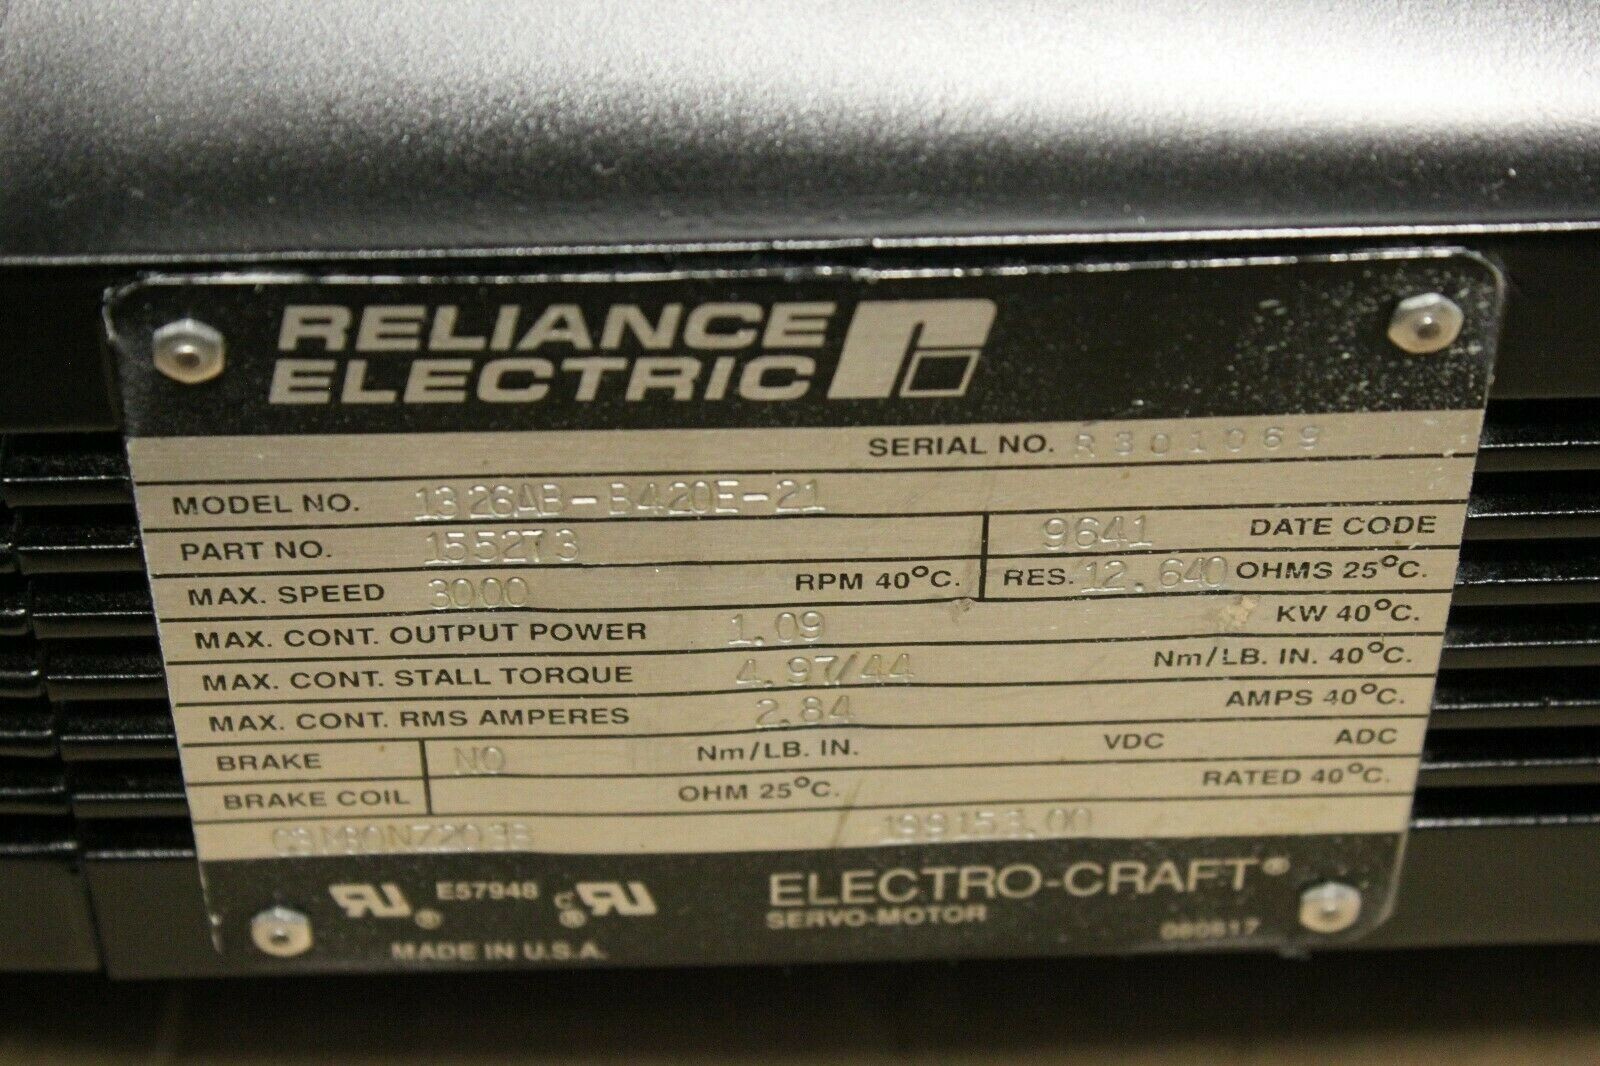 RELIANCE
ELECTRIC
SERIAL NO. R301069
MODEL NO. 1326AB-B420E-21
PART NO. 155273 9641 DATE CODE
MAX. SPEED 3000 RPM 40°C. RES. 12.640 OHMS 25°C.
MAX. CONT. OUTPUT POWER 1.09 KW 40°C.
MAX. CONT. STALL TORQUE 4.97/44 Nm/LB. IN. 40°C.
MAX. CONT. RMS AMPERES 2.84 AMPS 40°C.
BRAKE NO Nm/LB. IN. VDC ADC
BRAKE COIL OHM 25°C. RATED 40°C.
199153.00
E57948 ELECTRO-CRAFT®
SERVO-MOTOR
MADE IN U.S.A.